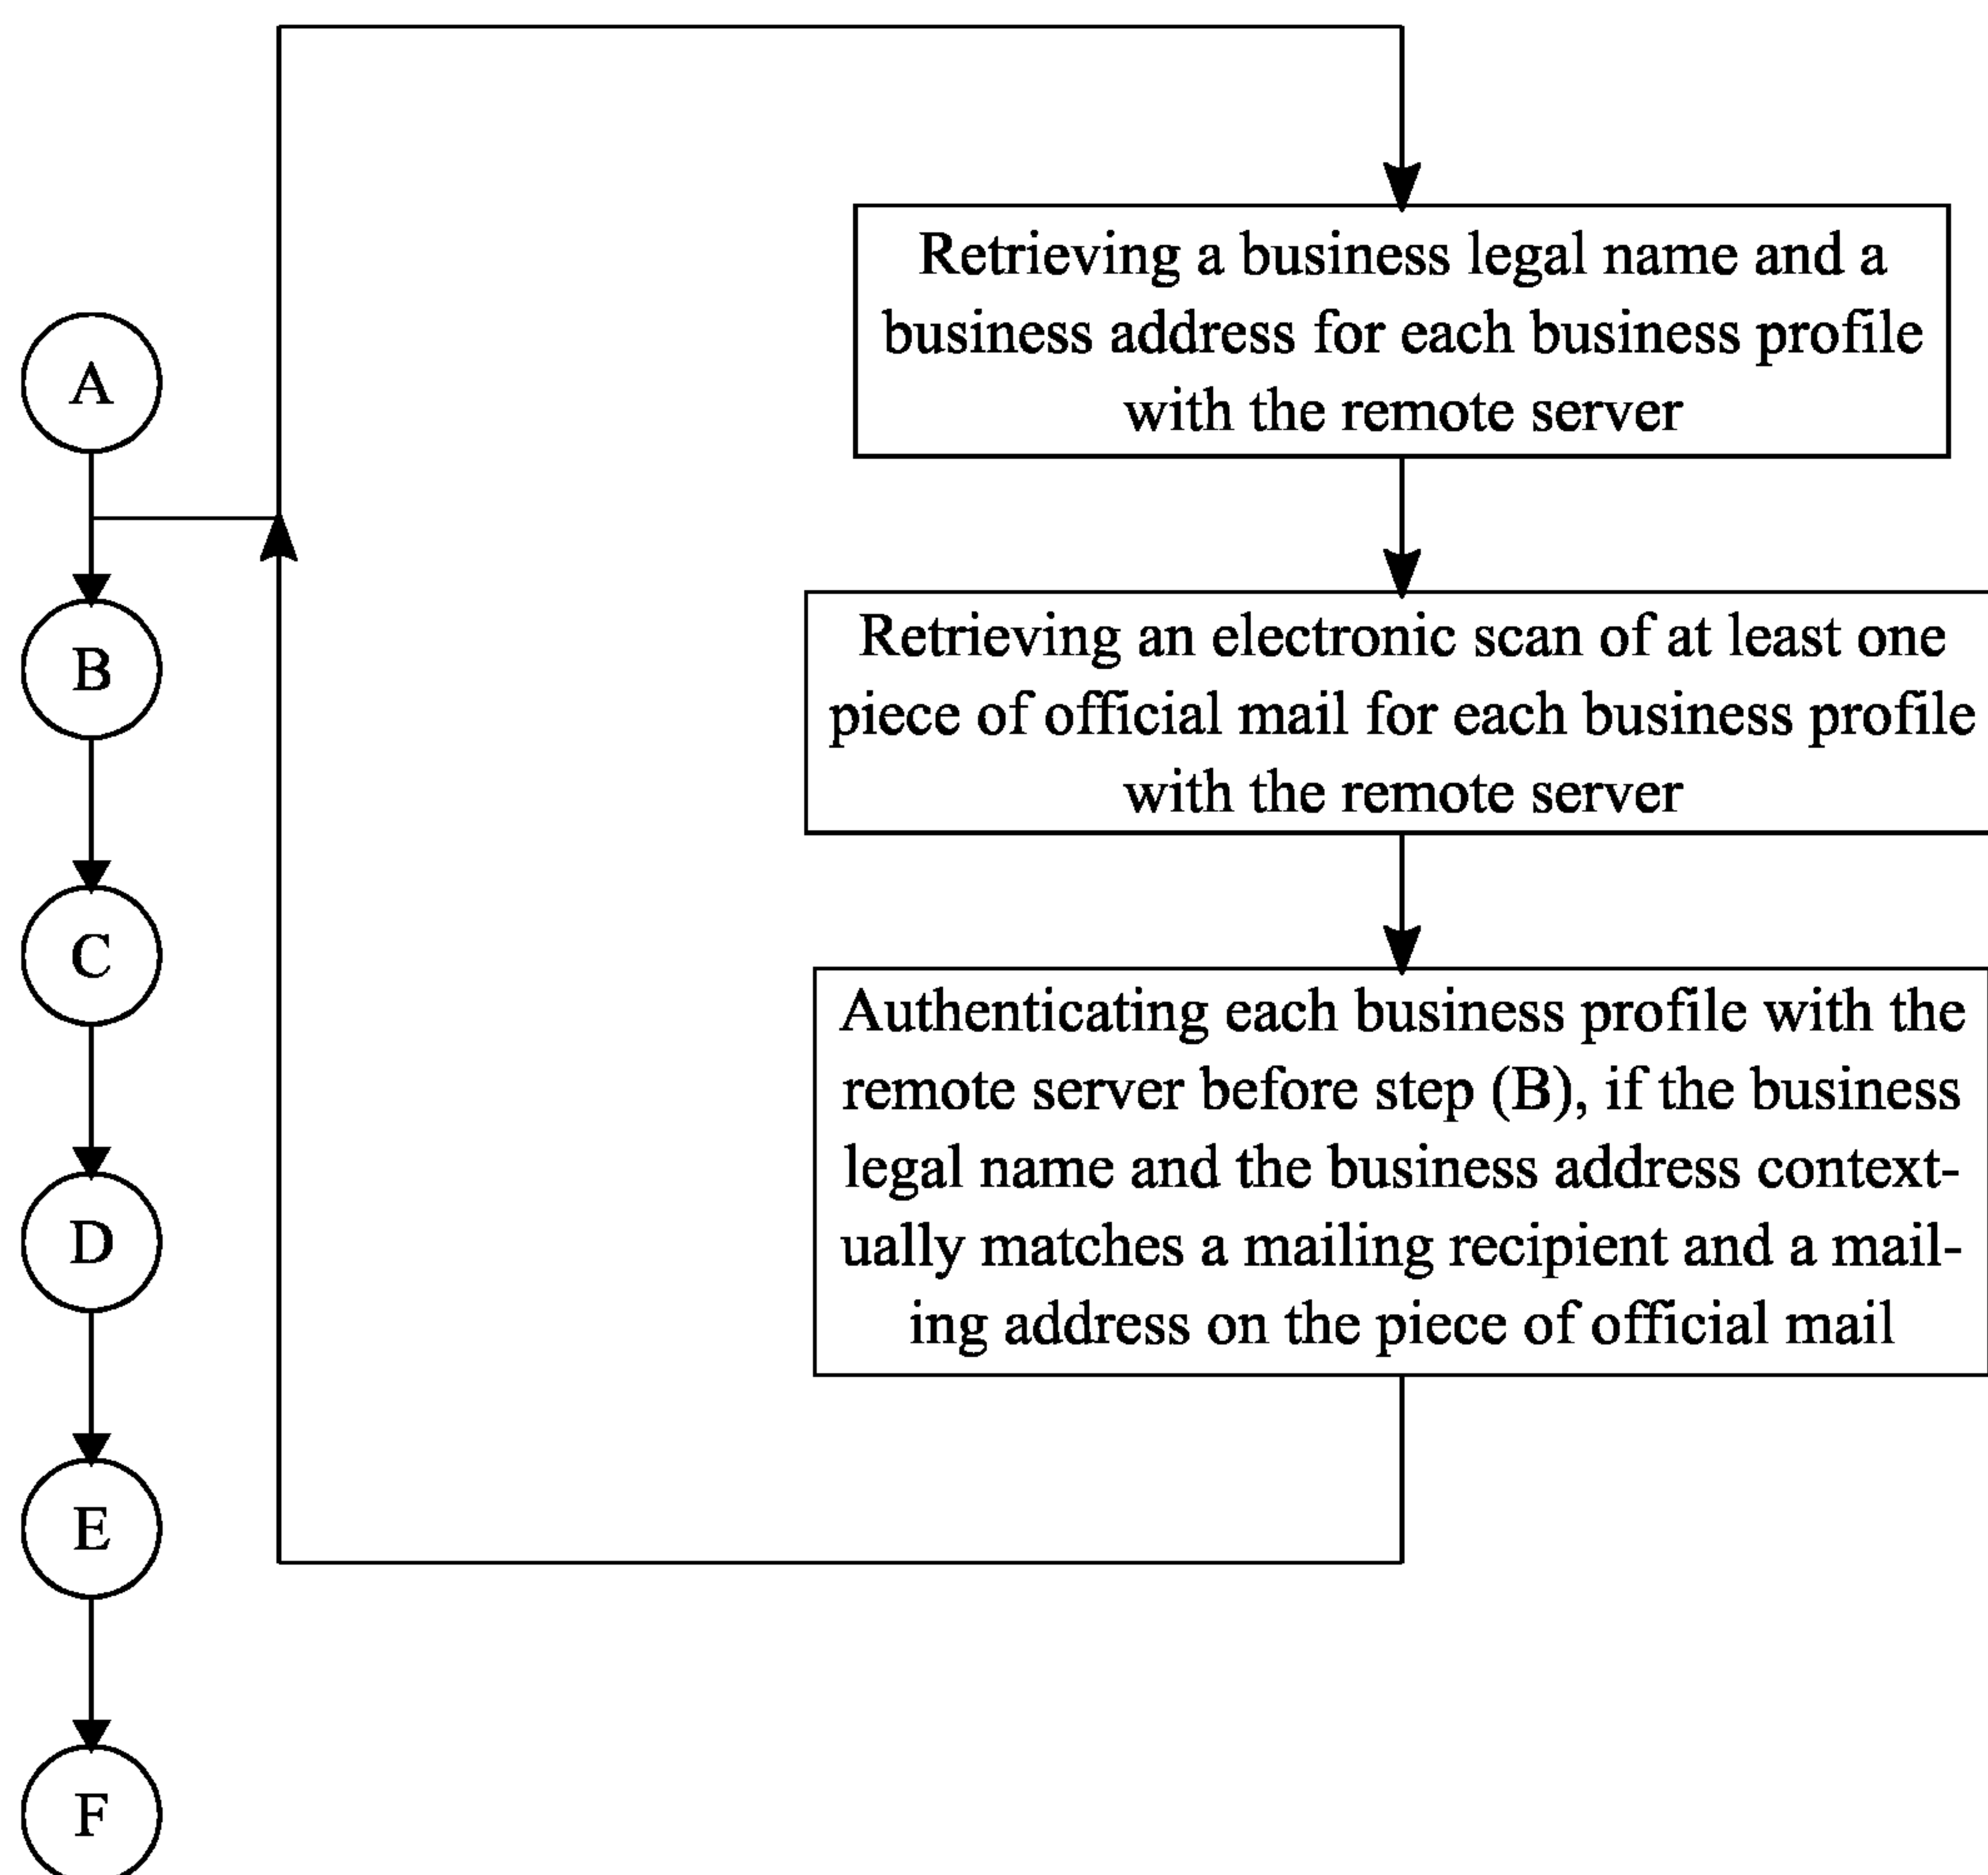 A
B
C
D
E
F
Retrieving a business legal name and a
business address for each business profile
with the remote server
Retrieving an electronic scan of at least one
piece of official mail for each business profile
with the remote server
Authenticating each business profile with the
remote server before step (B), if the business
legal name and the business address context-
ually matches a mailing recipient and a mail-
ing address on the piece of official mail